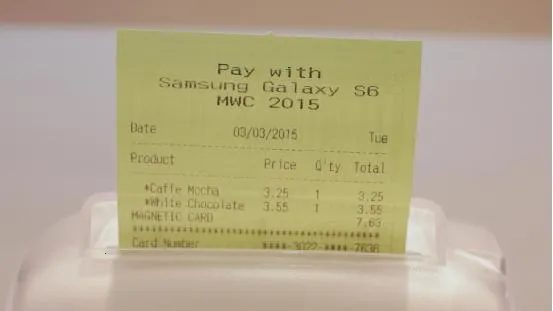 Pay with
Samsung Galaxy S6
MWC 2015
Date 03/03/2015 Tue
Product Price Q'ty Total
*Caffe Mocha 3.25 1 3.25
*White Chocolate 3.55 1 3.55
MAGNETIC CARD 7.63
****************************************
Card Number ****-3022-****-7636